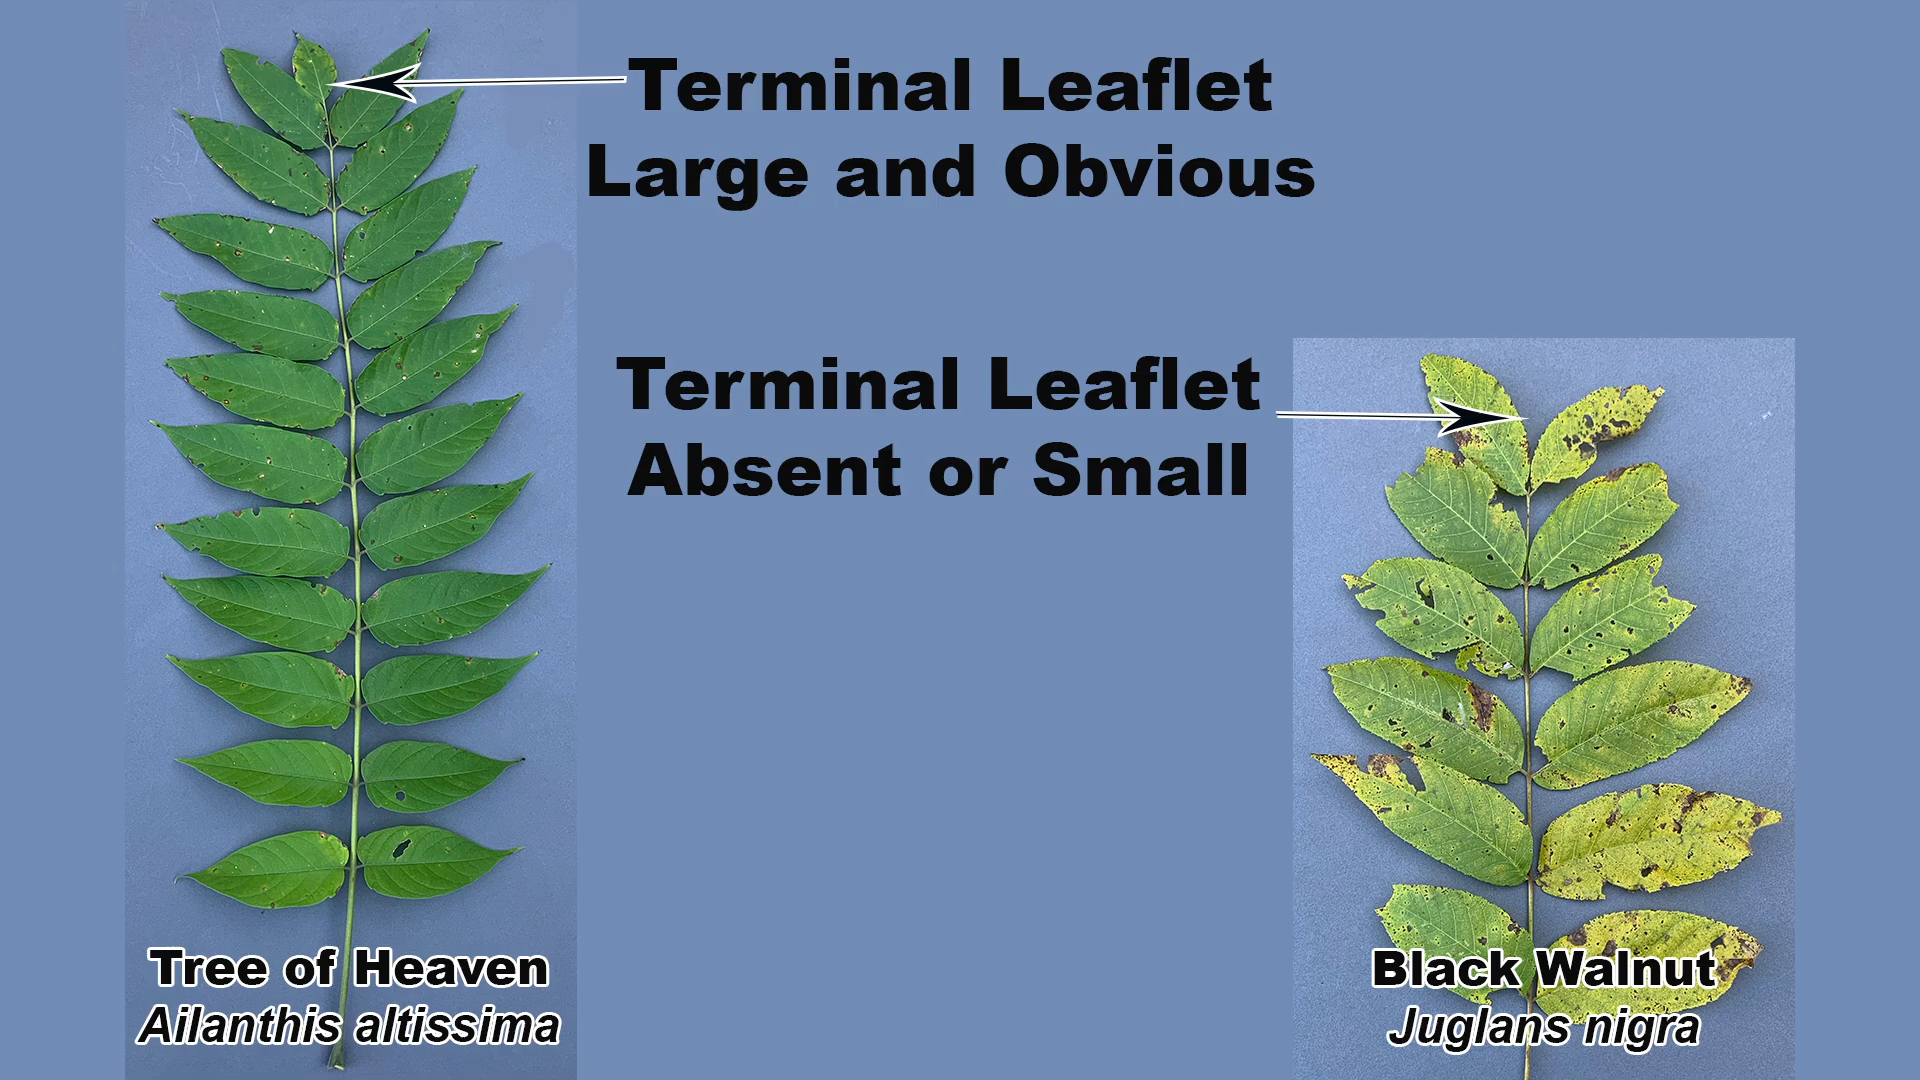 Terminal Leaflet
Large and Obvious
Terminal Leaflet
Absent or Small
Tree of Heaven
Ailanthis altissima
Black Walnut
Juglans nigra